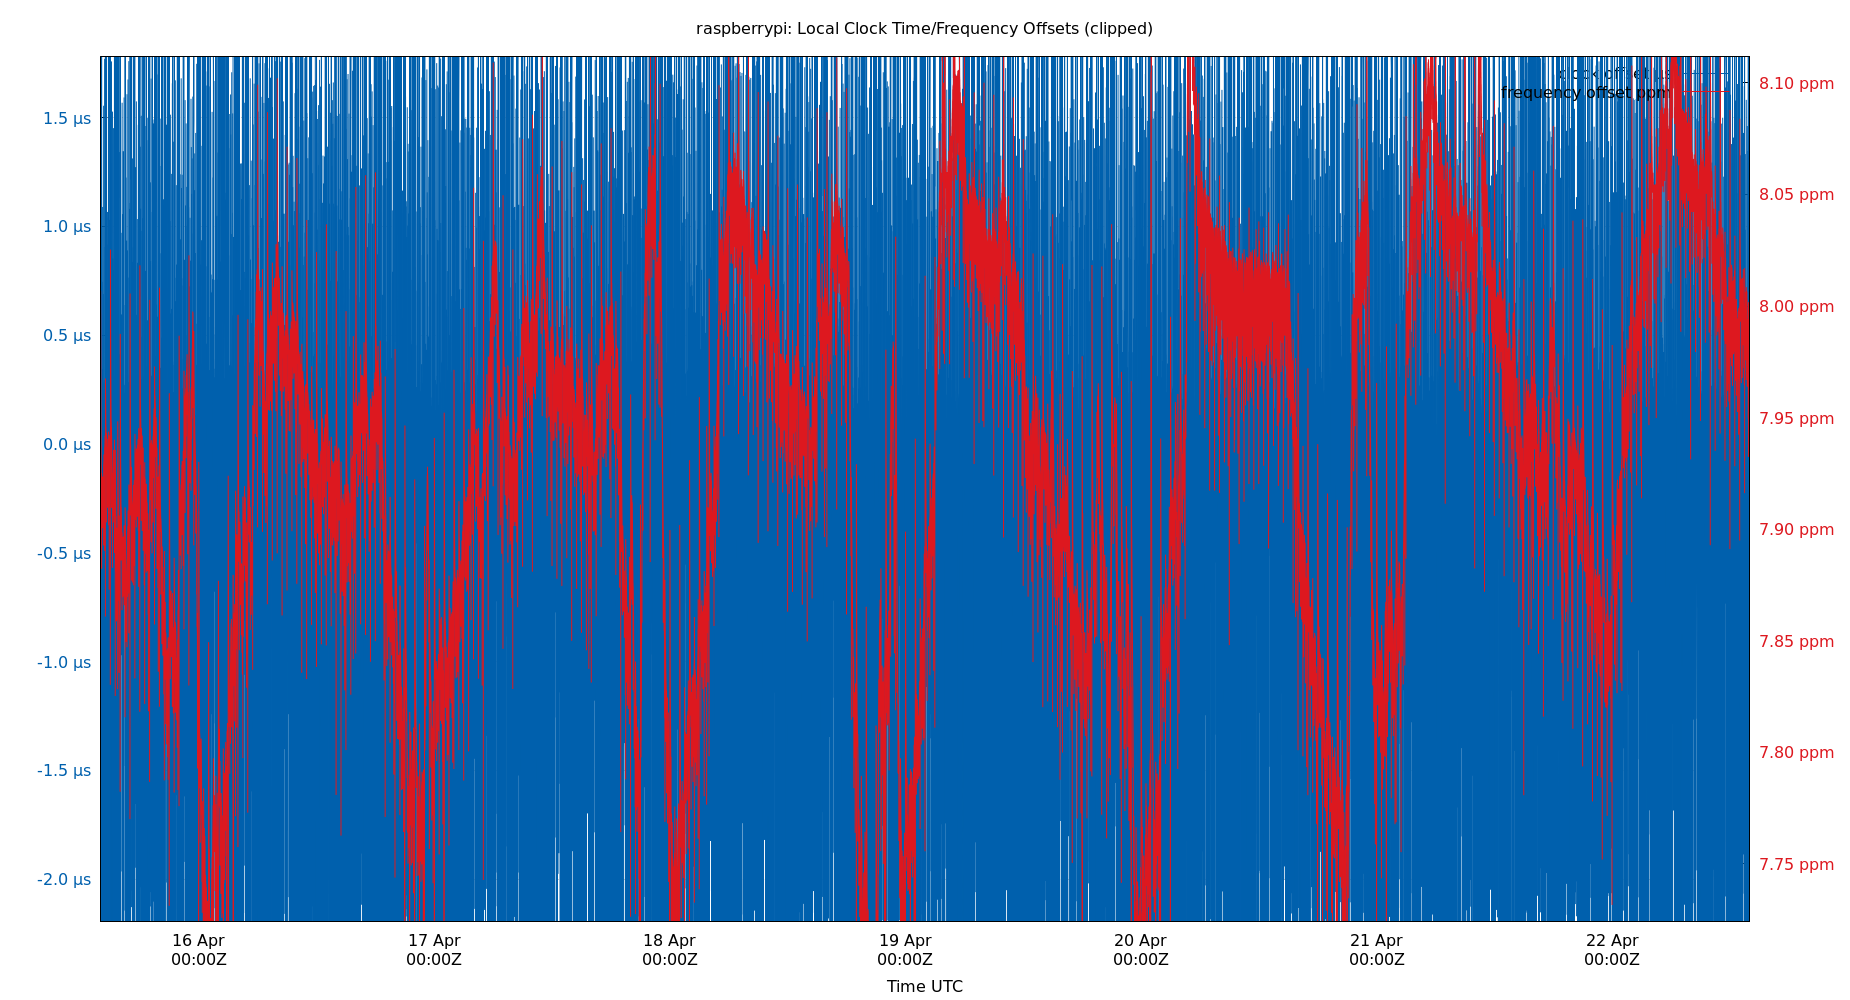 raspberrypi: Local Clock Time/Frequency Offsets (clipped)
clock offset µs
frequency offset ppm
1.5 µs
1.0 µs
0.5 µs
0.0 µs
-0.5 µs
-1.0 µs
-1.5 µs
-2.0 µs
8.10 ppm
8.05 ppm
8.00 ppm
7.95 ppm
7.90 ppm
7.85 ppm
7.80 ppm
7.75 ppm
16 Apr
00:00Z
17 Apr
00:00Z
18 Apr
00:00Z
19 Apr
00:00Z
20 Apr
00:00Z
21 Apr
00:00Z
22 Apr
00:00Z
Time UTC